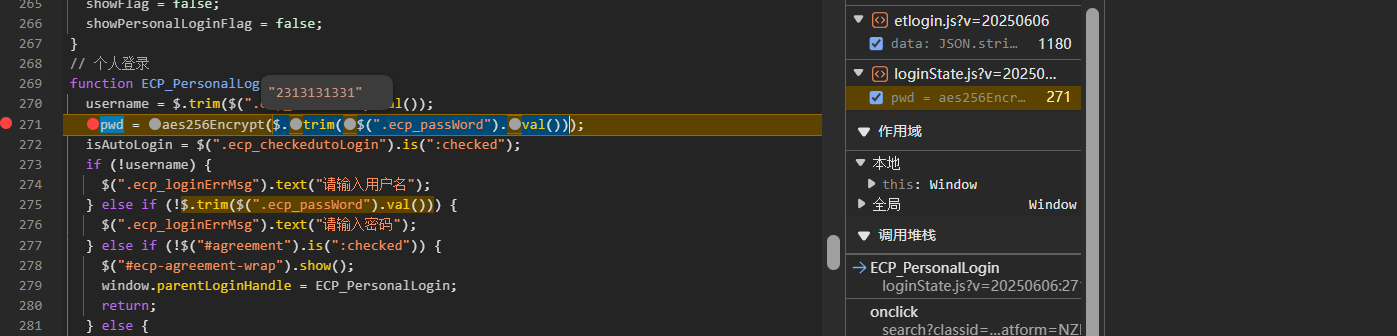 265 showFlag = false;
266 showPersonalLoginFlag = false;
267 }
268 // 个人登录
269 function ECP_PersonalLog
"2313131331"
270 username = $.trim($( val());
271 pwd = aes256Encrypt($.trim($(".ecp_passWord").val()));
272 isAutoLogin = $(".ecp_checkedutoLogin").is(":checked");
273 if (!username) {
274 $(".ecp_loginErrMsg").text("请输入用户名");
275 } else if (!$.trim($(".ecp_passWord").val())) {
276 $(".ecp_loginErrMsg").text("请输入密码");
277 } else if (!$("#agreement").is(":checked")) {
278 $("#ecp-agreement-wrap").show();
279 window.parentLoginHandle = ECP_PersonalLogin;
280 return;
281 } else {
etlogin.js?v=20250606
data: JSON.stri… 1180
loginState.js?v=20250…
pwd = aes256Encr… 271
作用域
本地
this: Window
全局 Window
调用堆栈
ECP_PersonalLogin
loginState.js?v=20250606:27
onclick
search?classid=…atform=NZ